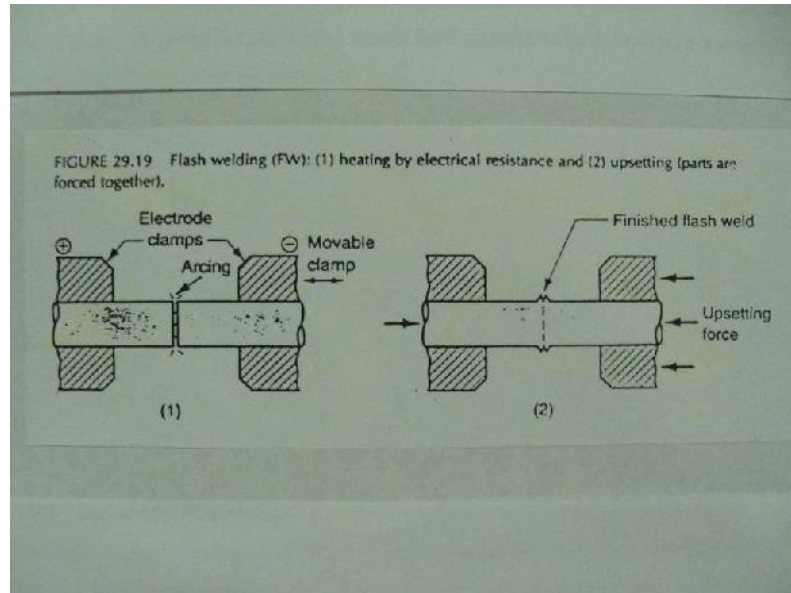 FIGURE 29.19 Flash welding (FW): (1) heating by electrical resistance and (2) upsetting (parts are
forced together).
Electrode
clamps
Arcing
⊕
⊖ Movable
clamp
(1)
Finished flash weld
Upsetting
force
(2)